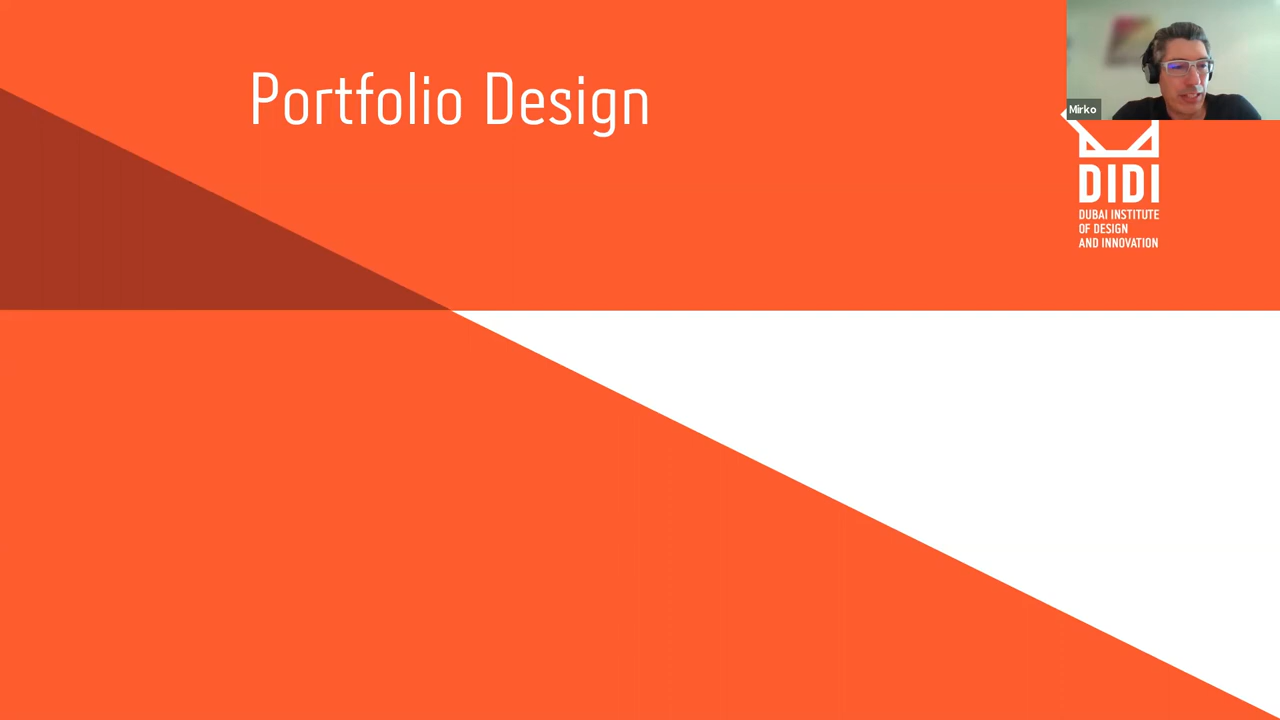 Portfolio Design
Mirko
DIDI
DUBAI INSTITUTE
OF DESIGN
AND INNOVATION